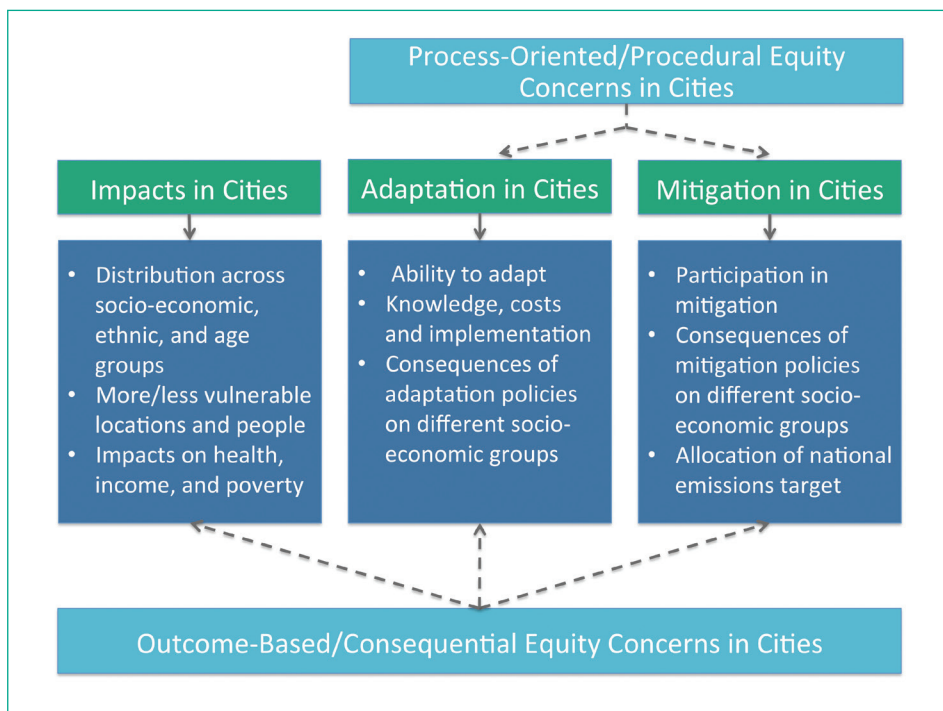 Process-Oriented/Procedural Equity
Concerns in Cities
Impacts in Cities
Adaptation in Cities
Mitigation in Cities
• Distribution across
socio-economic,
ethnic, and age
groups
• More/less vulnerable
locations and people
• Impacts on health,
income, and poverty
• Ability to adapt
• Knowledge, costs
and implementation
• Consequences of
adaptation policies
on different socio-
economic groups
• Participation in
mitigation
• Consequences of
mitigation policies
on different socio-
economic groups
• Allocation of national
emissions target
Outcome-Based/Consequential Equity Concerns in Cities